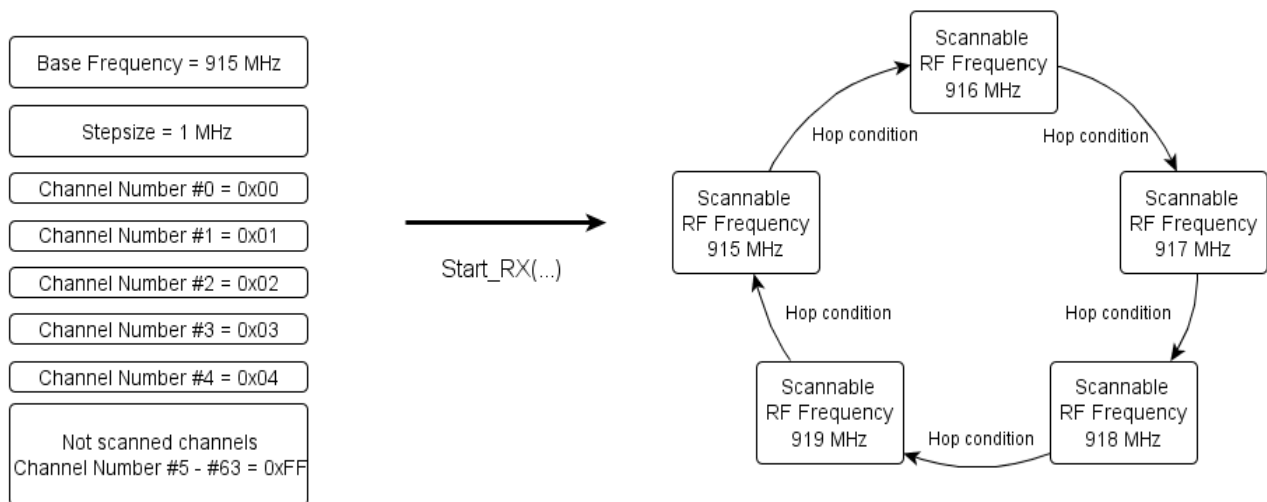 Base Frequency = 915 MHz
Stepsize = 1 MHz
Channel Number #0 = 0x00
Channel Number #1 = 0x01
Channel Number #2 = 0x02
Channel Number #3 = 0x03
Channel Number #4 = 0x04
Not scanned channels
Channel Number #5 - #63 = 0xFF
Start_RX(...)
Scannable
RF Frequency
916 MHz
Hop condition
Hop condition
Scannable
RF Frequency
915 MHz
Scannable
RF Frequency
917 MHz
Hop condition
Hop condition
Scannable
RF Frequency
919 MHz
Hop condition
Scannable
RF Frequency
918 MHz